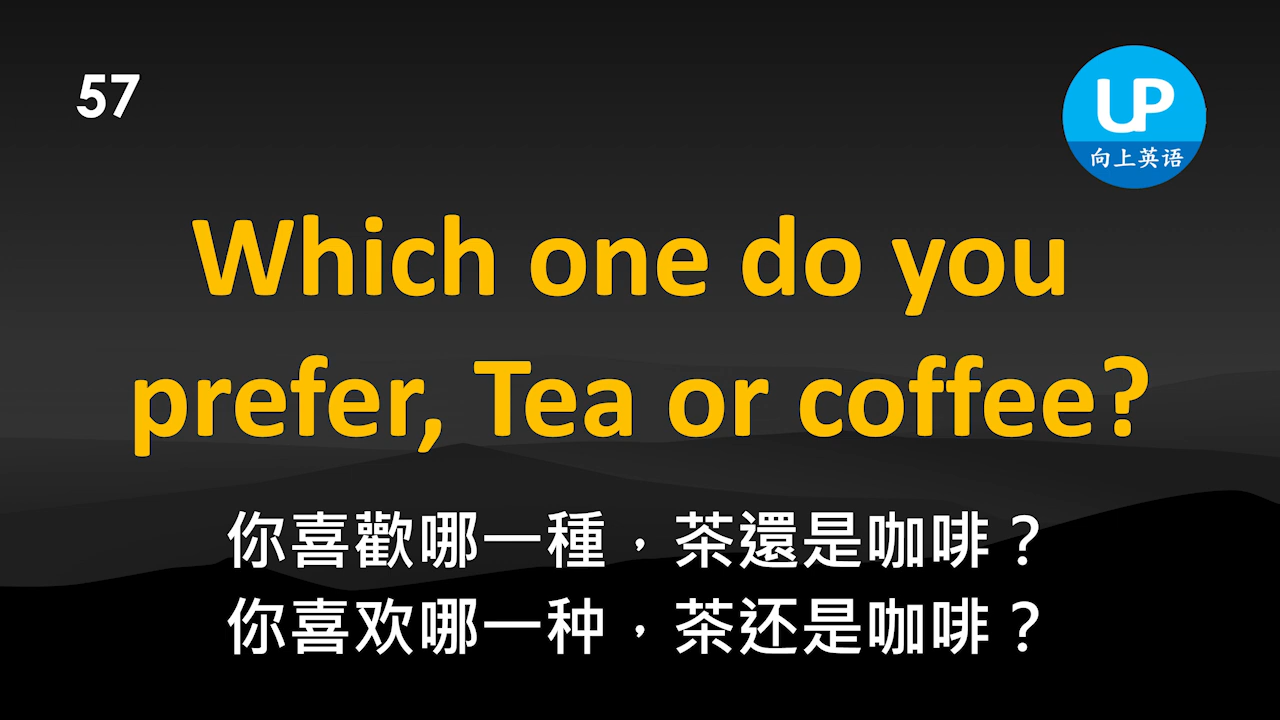 57
UP
向上英语
Which one do you
prefer, Tea or coffee?
你喜歡哪一種，茶還是咖啡？
你喜欢哪一种，茶还是咖啡？